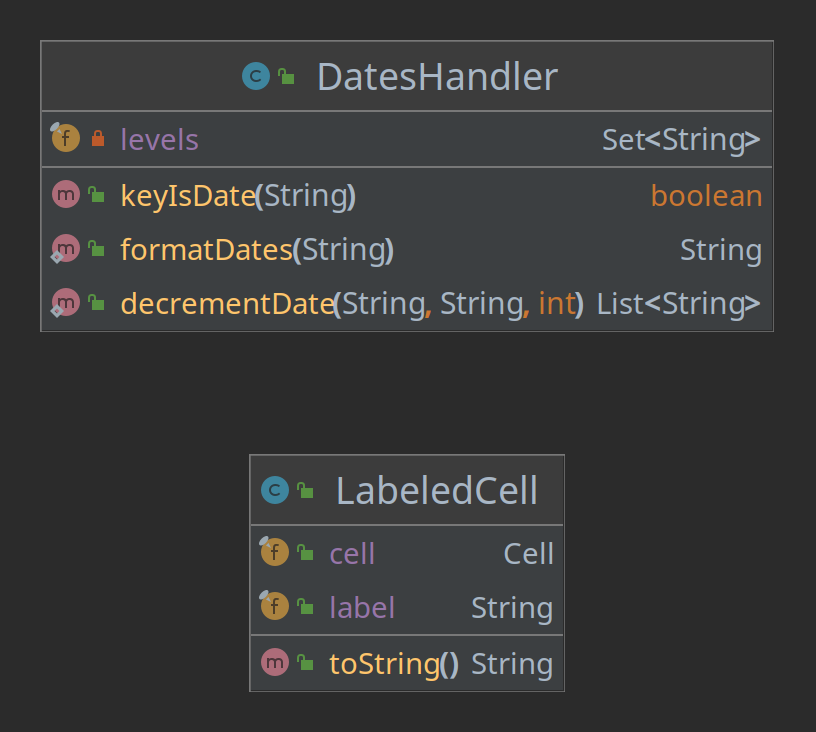 C DatesHandler
f levels Set<String>
m keyIsDate(String) boolean
m formatDates(String) String
m decrementDate(String, String, int) List<String>
C LabeledCell
f cell Cell
f label String
m toString() String